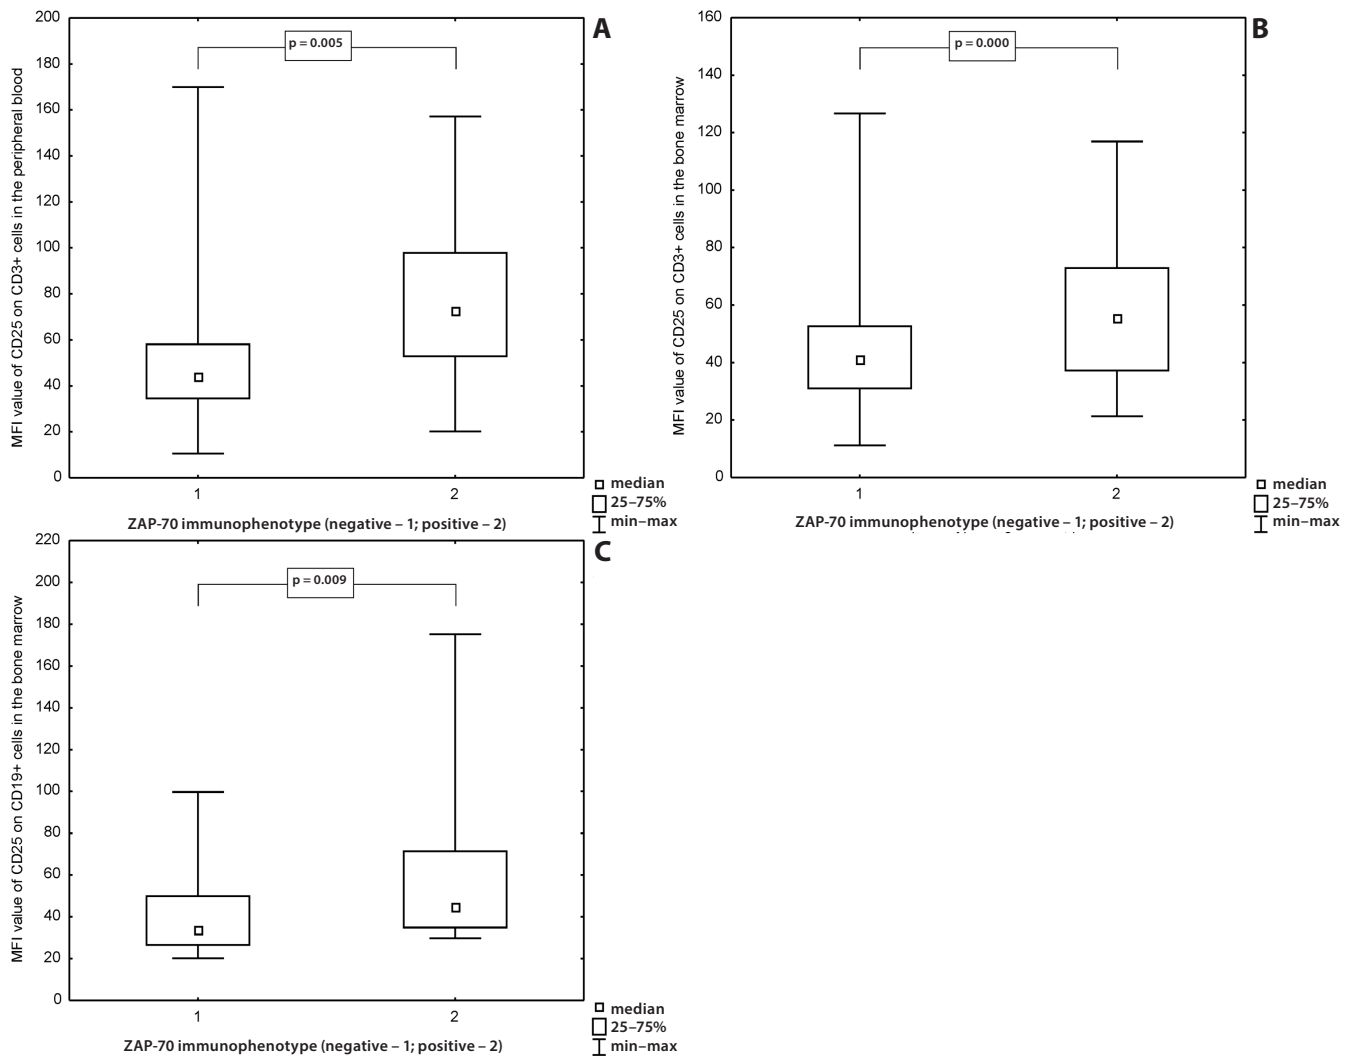 A
p = 0.005
MFI value of CD25 on CD3+ cells in the peripheral blood
200
180
160
140
120
100
80
60
40
20
0
1 2
ZAP-70 immunophenotype (negative – 1; positive – 2)
median
25–75%
min–max
B
p = 0.000
MFI value of CD25 on CD3+ cells in the bone marrow
160
140
120
100
80
60
40
20
0
1 2
ZAP-70 immunophenotype (negative – 1; positive – 2)
median
25–75%
min–max
C
p = 0.009
MFI value of CD25 on CD19+ cells in the bone marrow
220
200
180
160
140
120
100
80
60
40
20
0
1 2
ZAP-70 immunophenotype (negative – 1; positive – 2)
median
25–75%
min–max